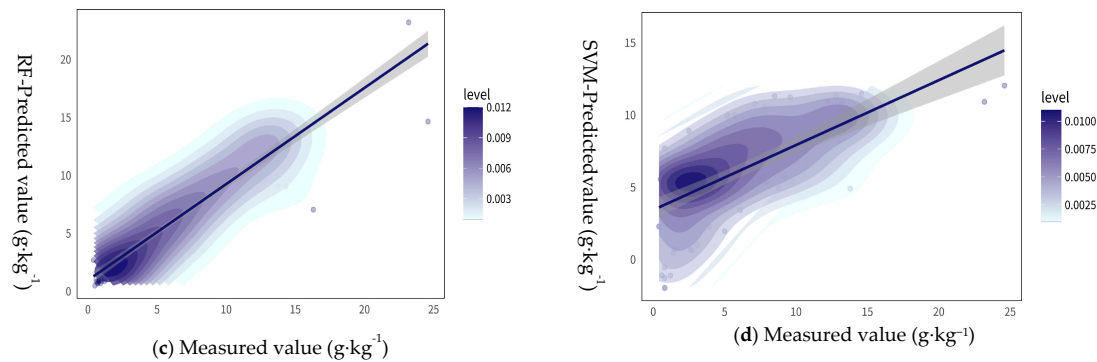 RF-Predicted value (g·kg⁻¹)
20
15
10
5
0
0 5 10 15 20 25
level
0.012
0.009
0.006
0.003
(c) Measured value (g·kg⁻¹)
SVM-Predicted value (g·kg⁻¹)
15
10
5
0
0 5 10 15 20 25
level
0.0100
0.0075
0.0050
0.0025
(d) Measured value (g·kg⁻¹)